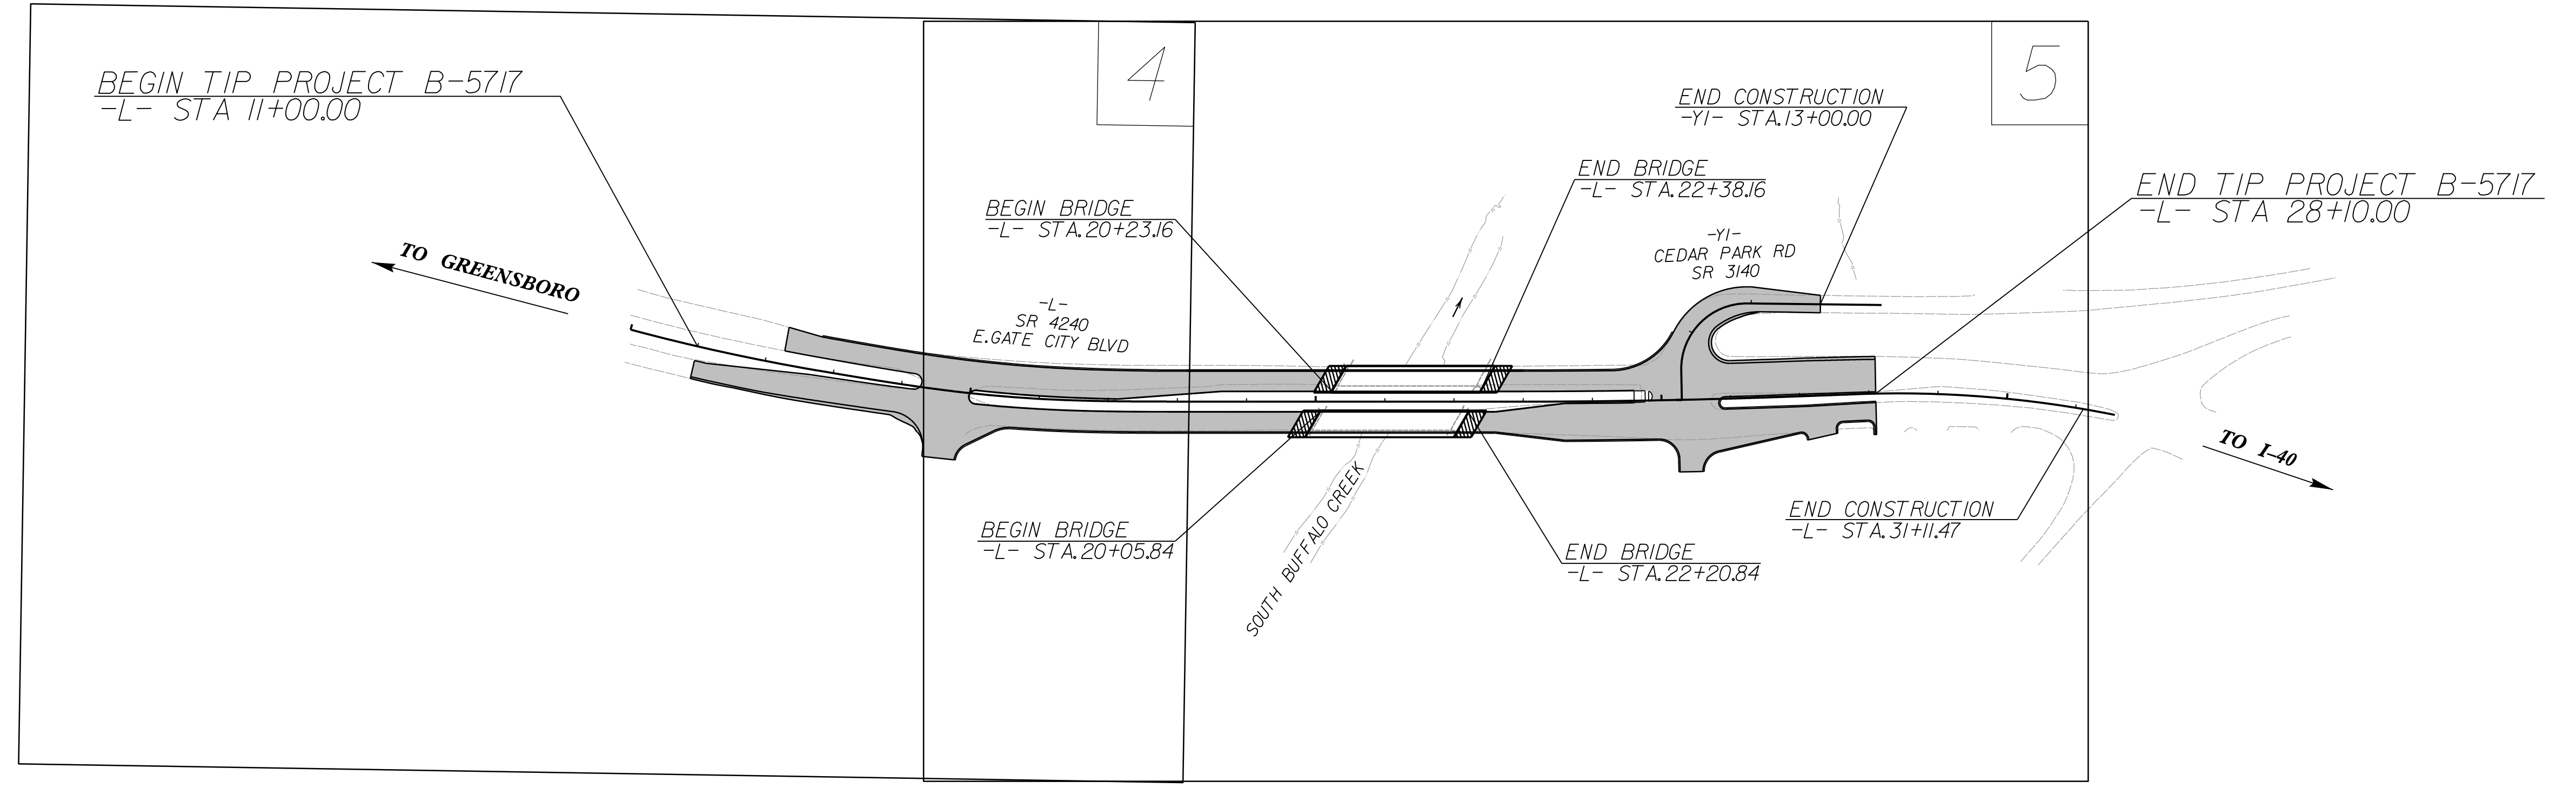 BEGIN TIP PROJECT B-5717
-L- STA 11+00.00
4
5
END CONSTRUCTION
-Y1- STA.13+00.00
END BRIDGE
-L- STA.22+38.16
END TIP PROJECT B-5717
-L- STA 28+10.00
BEGIN BRIDGE
-L- STA.20+23.16
TO GREENSBORO
-Y1-
CEDAR PARK RD
SR 3140
-L-
SR 4240
E.GATE CITY BLVD
TO I-40
SOUTH BUFFALO CREEK
END CONSTRUCTION
-L- STA.31+11.47
BEGIN BRIDGE
-L- STA.20+05.84
END BRIDGE
-L- STA.22+20.84